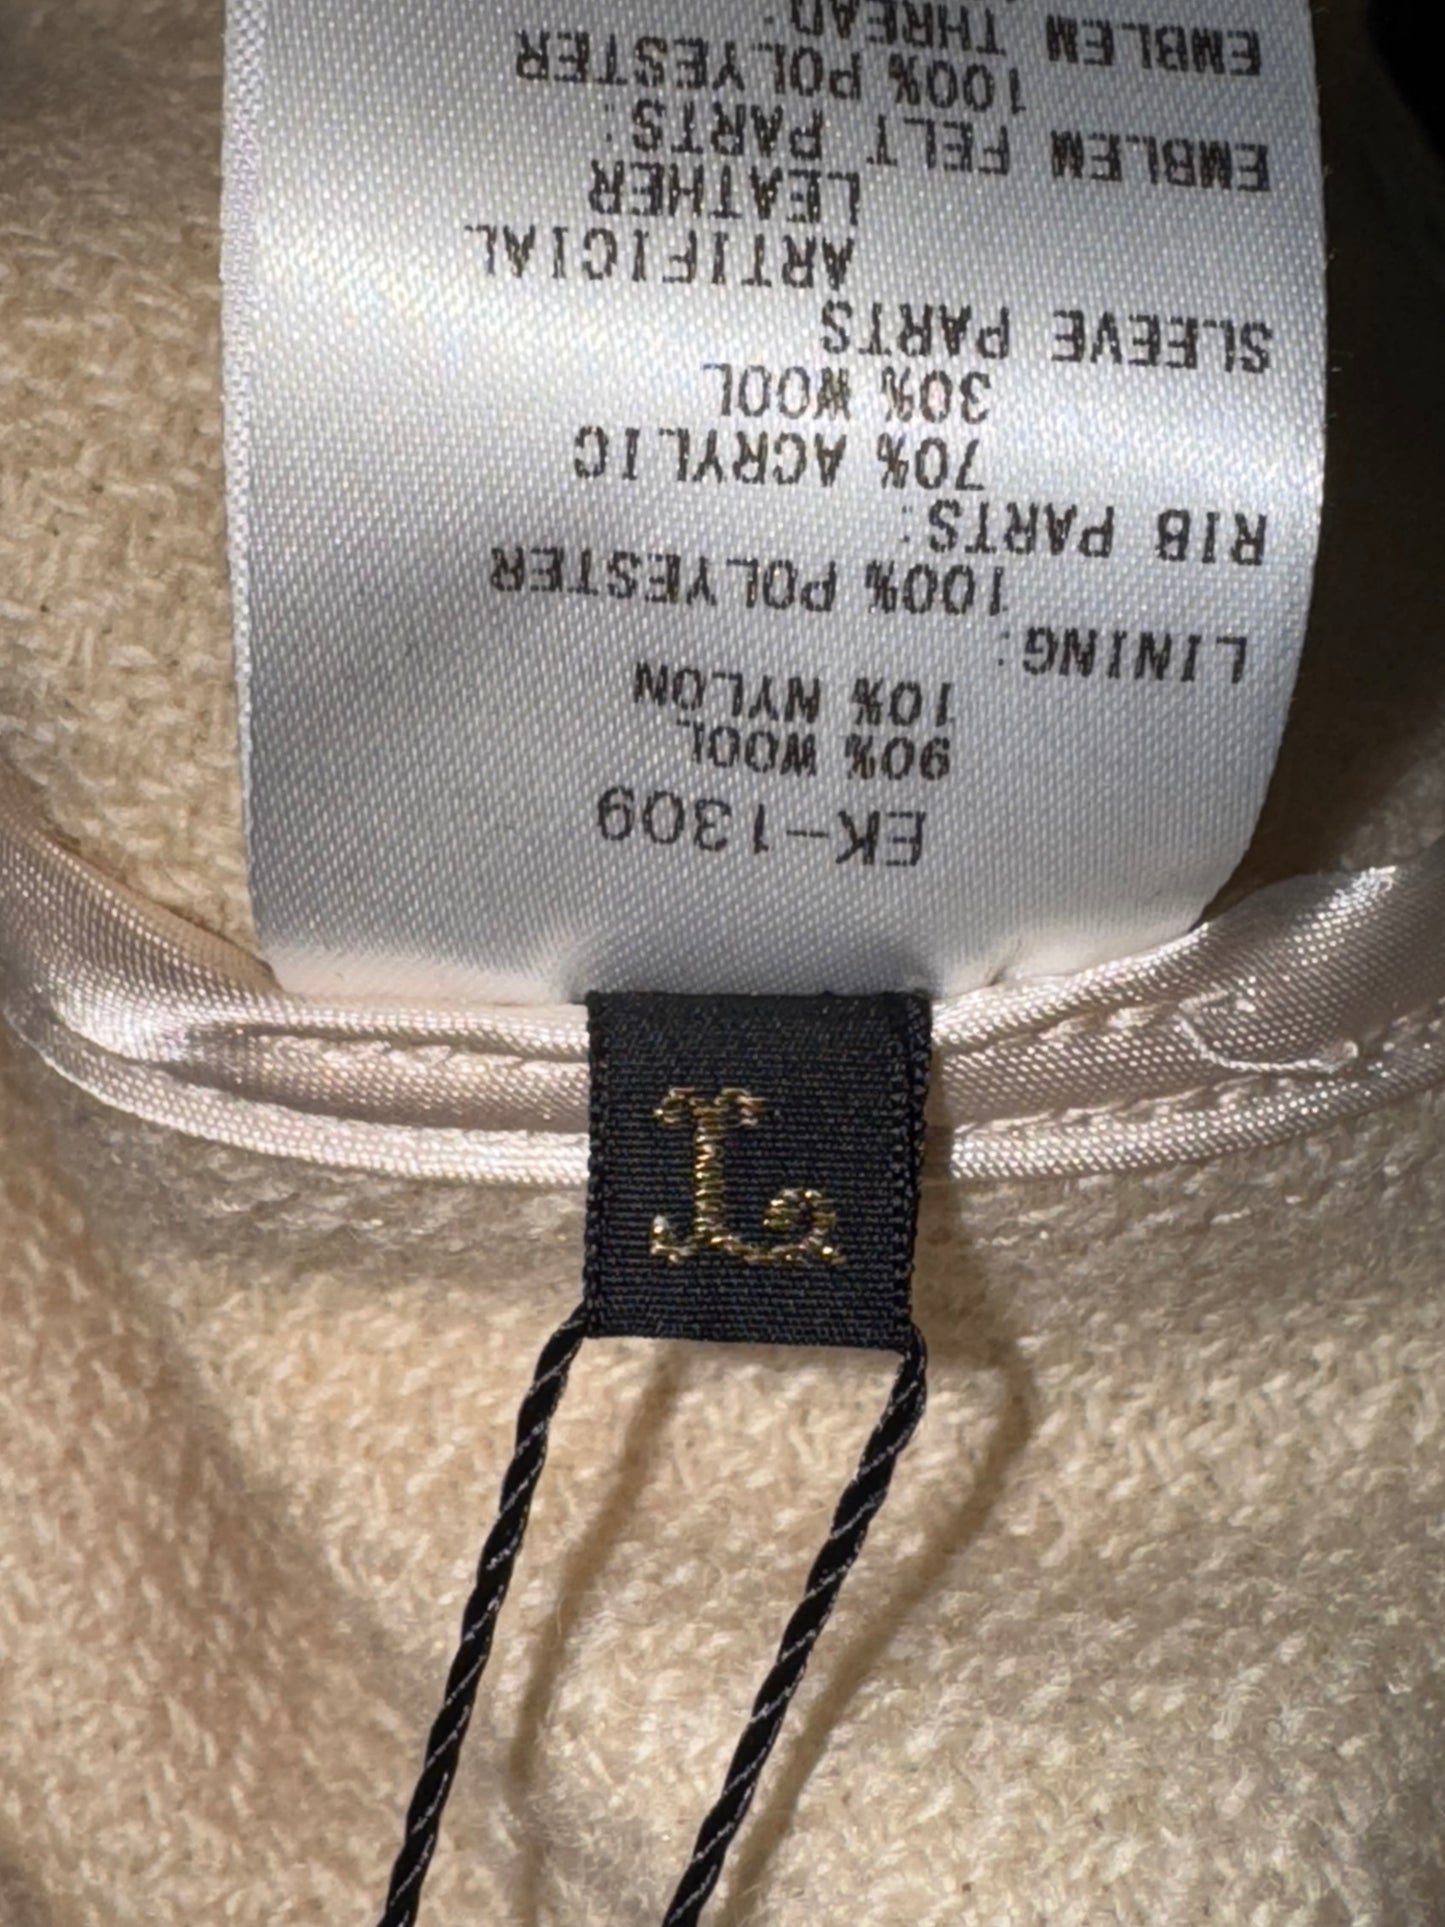 EK-1309
90% WOOL
10% NYLON
LINING:
100% POLYESTER
RIB PARTS:
70% ACRYLIC
30% WOOL
SLEEVE PARTS
ARTIFICIAL
LEATHER
EMBLEM FELT PARTS:
100% POLYESTER
EMBLEM THREAD:
L